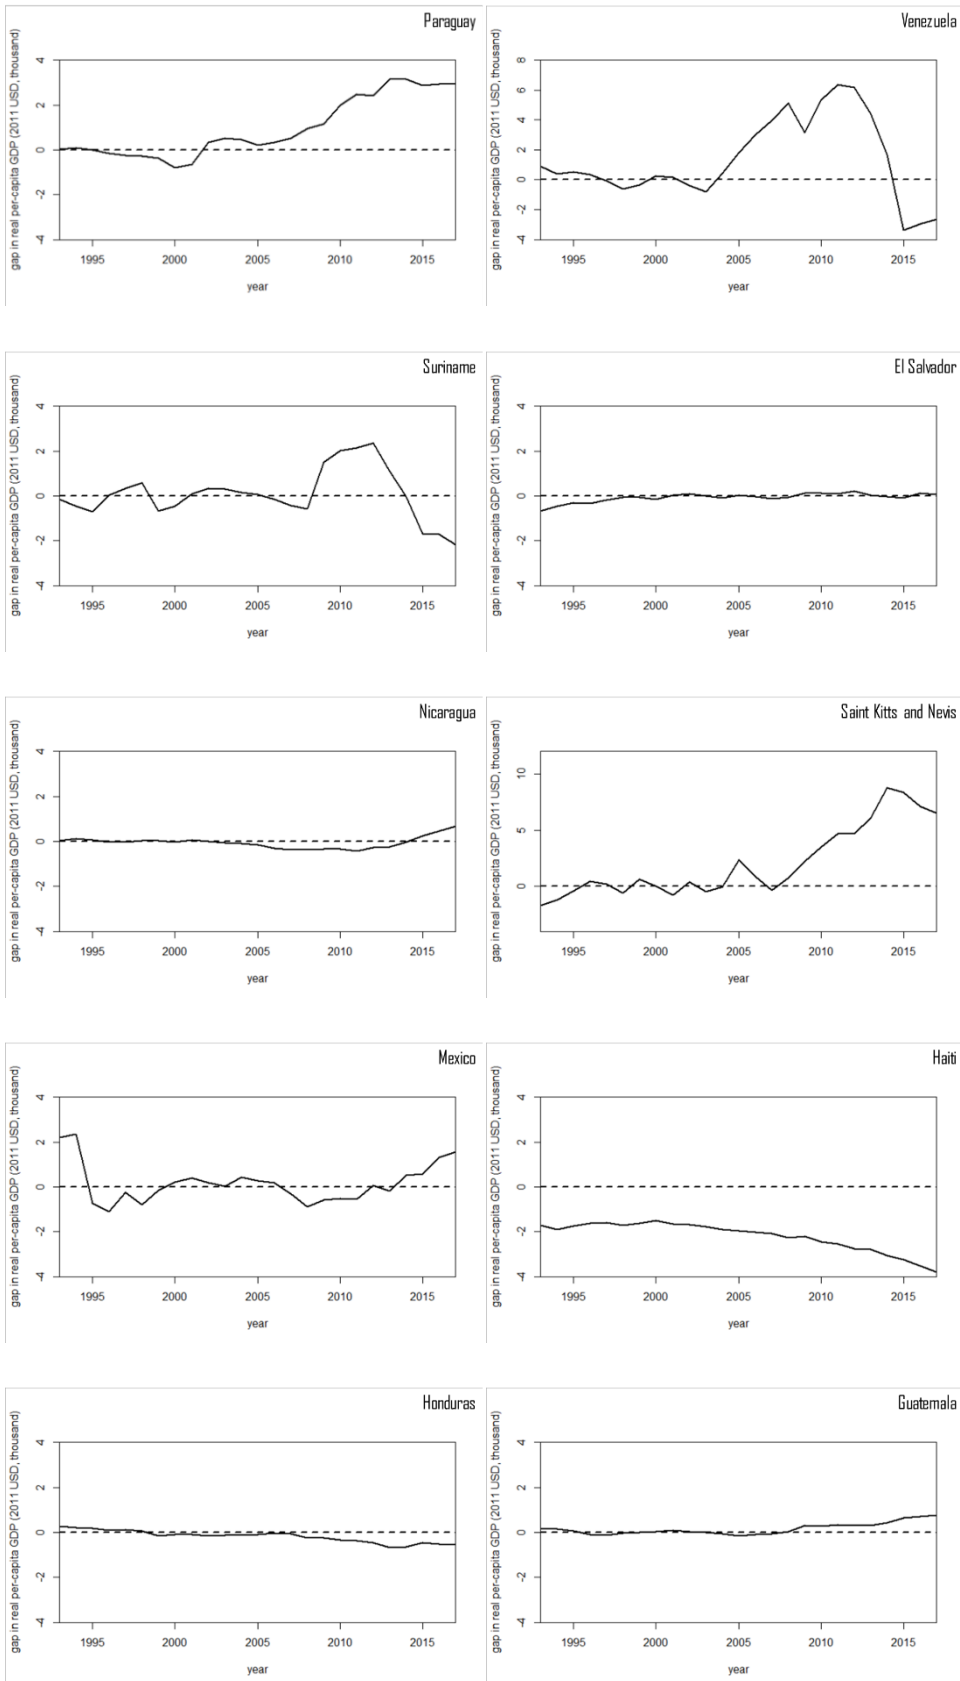 Paraguay
gap in real per-capita GDP (2011 USD, thousand)
4
2
0
-2
-4
1995 2000 2005 2010 2015
year
Venezuela
gap in real per-capita GDP (2011 USD, thousand)
8
6
4
2
0
-2
-4
1995 2000 2005 2010 2015
year
Suriname
gap in real per-capita GDP (2011 USD, thousand)
4
2
0
-2
-4
1995 2000 2005 2010 2015
year
El Salvador
gap in real per-capita GDP (2011 USD, thousand)
4
2
0
-2
-4
1995 2000 2005 2010 2015
year
Nicaragua
gap in real per-capita GDP (2011 USD, thousand)
4
2
0
-2
-4
1995 2000 2005 2010 2015
year
Saint Kitts and Nevis
gap in real per-capita GDP (2011 USD, thousand)
10
5
0
1995 2000 2005 2010 2015
year
Mexico
gap in real per-capita GDP (2011 USD, thousand)
4
2
0
-2
-4
1995 2000 2005 2010 2015
year
Haiti
gap in real per-capita GDP (2011 USD, thousand)
4
2
0
-2
-4
1995 2000 2005 2010 2015
year
Honduras
gap in real per-capita GDP (2011 USD, thousand)
4
2
0
-2
-4
1995 2000 2005 2010 2015
year
Guatemala
gap in real per-capita GDP (2011 USD, thousand)
4
2
0
-2
-4
1995 2000 2005 2010 2015
year